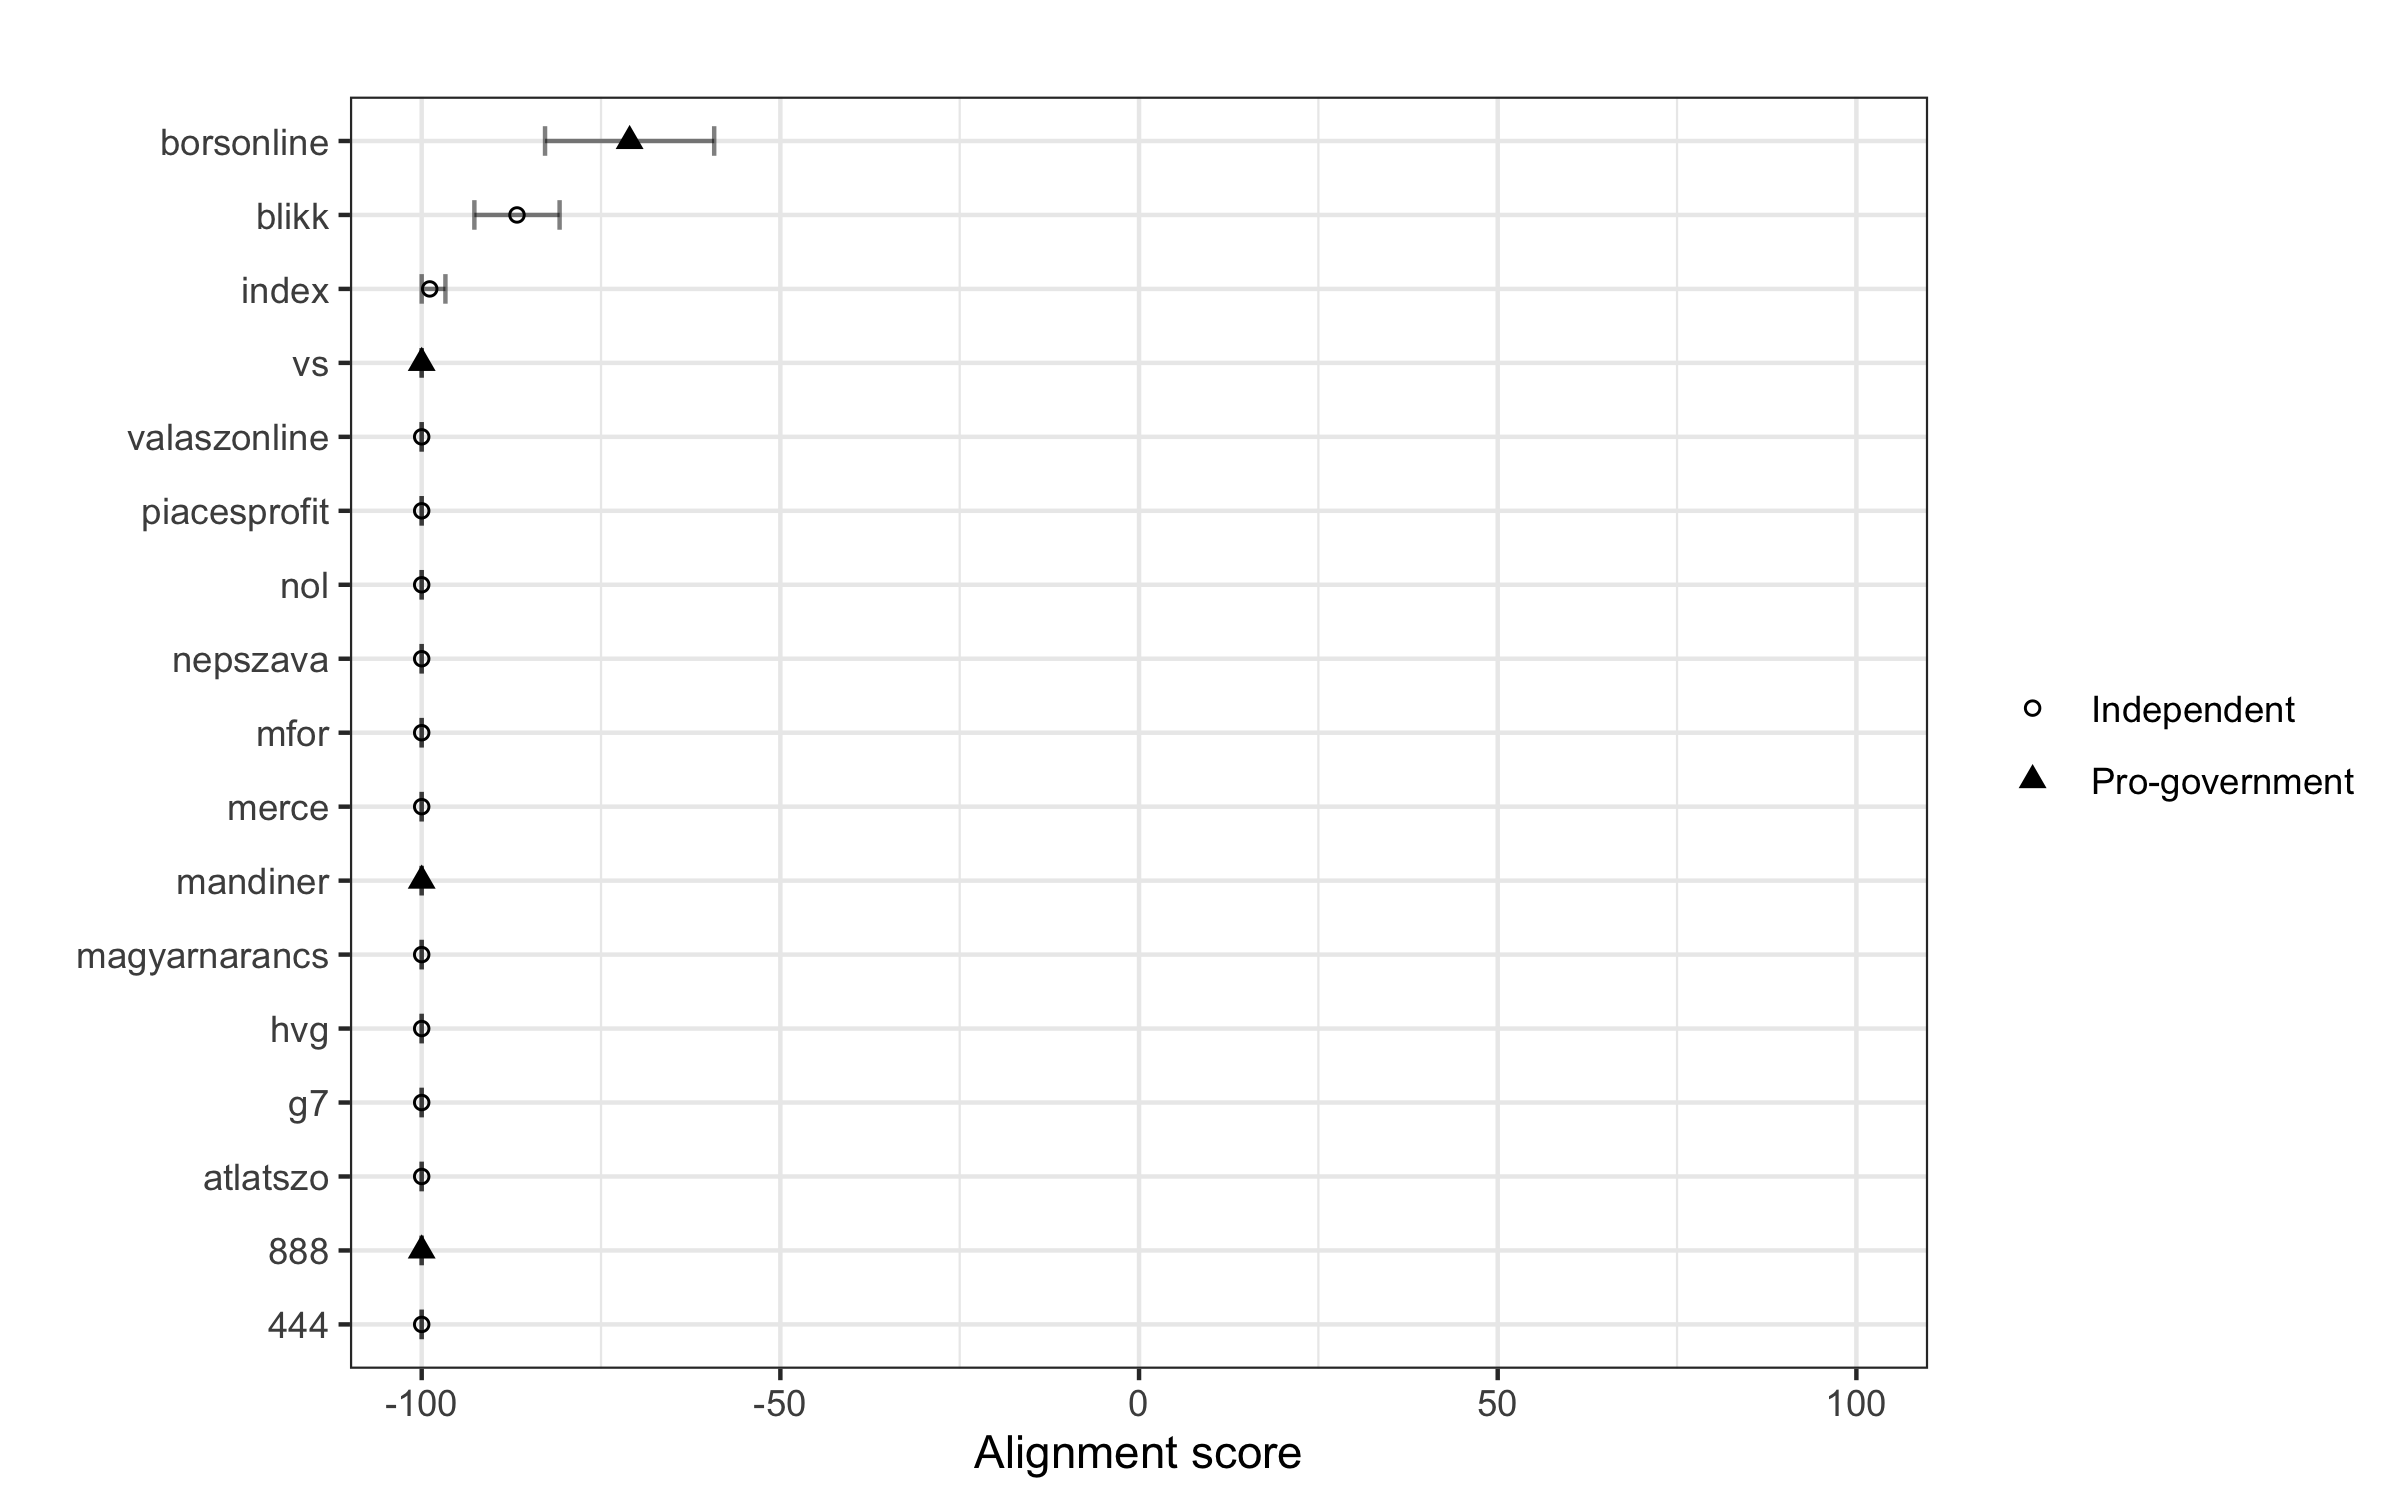 borsonline
blikk
index
vs
valaszonline
piacesprofit
nol
nepszava
mfor
merce
mandiner
magyarnarancs
hvg
g7
atlatszo
888
444
-100 -50 0 50 100
Alignment score
Independent
Pro-government